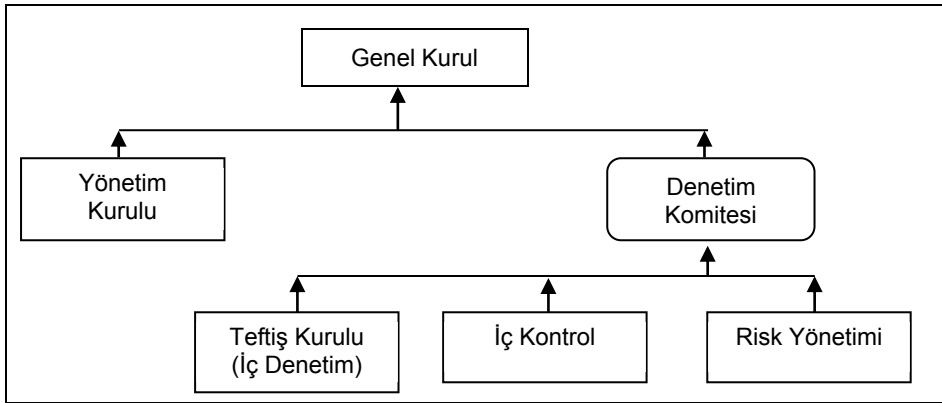 Genel Kurul
Yönetim
Kurulu
Denetim
Komitesi
Teftiş Kurulu
(İç Denetim)
İç Kontrol
Risk Yönetimi